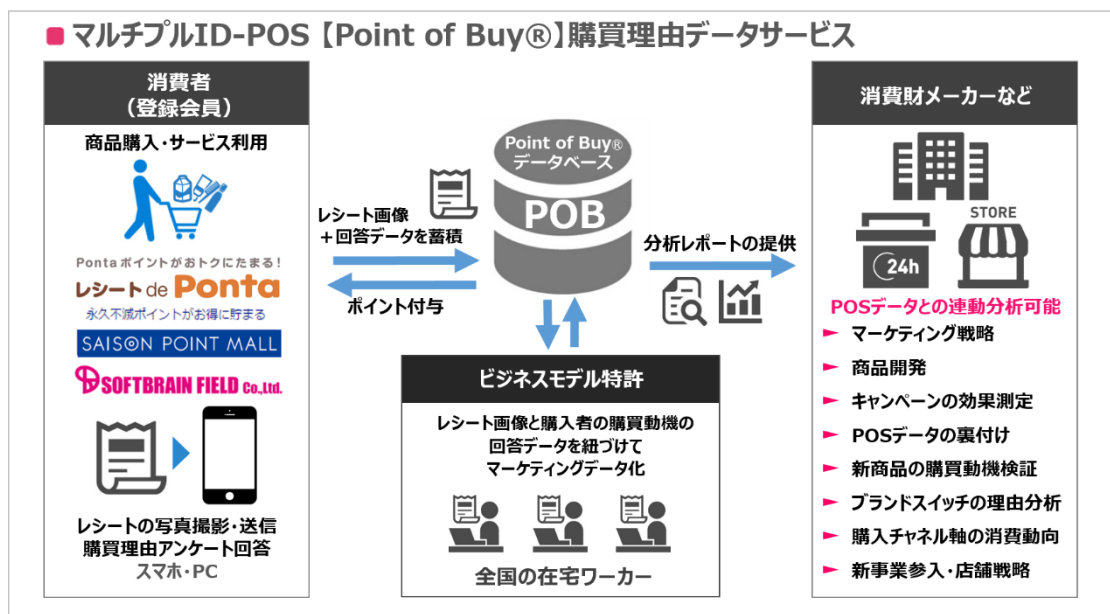 マルチプルID-POS【Point of Buy®】購買理由データサービス
消費者
（登録会員）
商品購入・サービス利用
Pontaポイントがおトクにたまる！
レシート de Ponta
永久不滅ポイントがお得に貯まる
SAISON POINT MALL
SOFTBRAIN FIELD Co.,Ltd.
レシートの写真撮影・送信
購買理由アンケート回答
スマホ・PC
レシート画像
＋回答データを蓄積
ポイント付与
Point of Buy®
データベース
POB
分析レポートの提供
ビジネスモデル特許
レシート画像と購入者の購買動機の
回答データを紐づけて
マーケティングデータ化
全国の在宅ワーカー
消費財メーカーなど
24h
STORE
POSデータとの連動分析可能
► マーケティング戦略
► 商品開発
► キャンペーンの効果測定
► POSデータの裏付け
► 新商品の購買動機検証
► ブランドスイッチの理由分析
► 購入チャネル軸の消費動向
► 新事業参入・店舗戦略